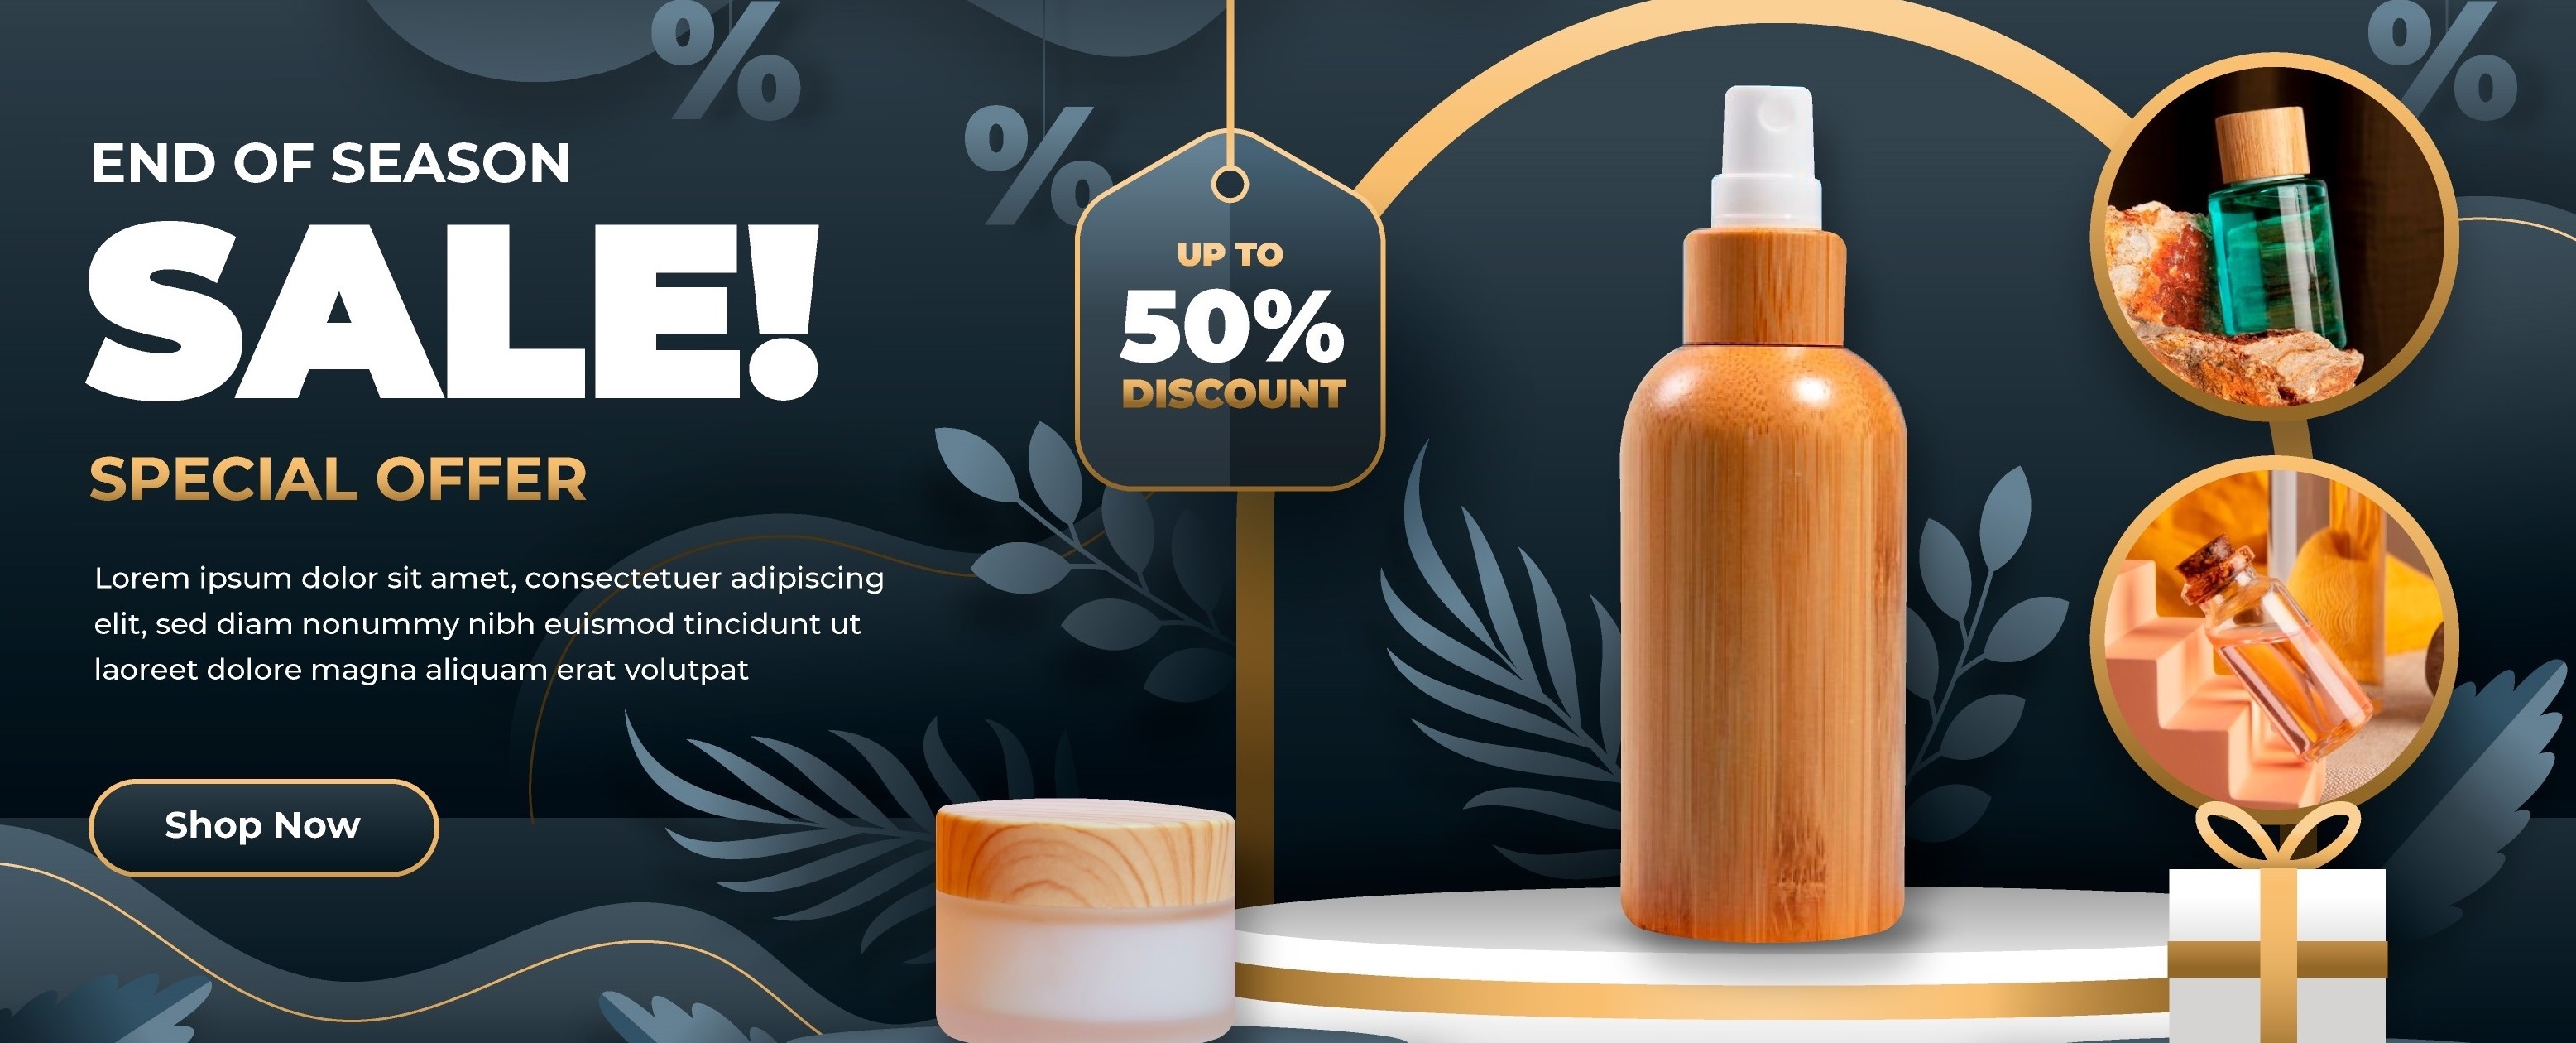 %
%
%
END OF SEASON
SALE!
SPECIAL OFFER
Lorem ipsum dolor sit amet, consectetuer adipiscing
elit, sed diam nonummy nibh euismod tincidunt ut
laoreet dolore magna aliquam erat volutpat
Shop Now
UP TO
50%
DISCOUNT